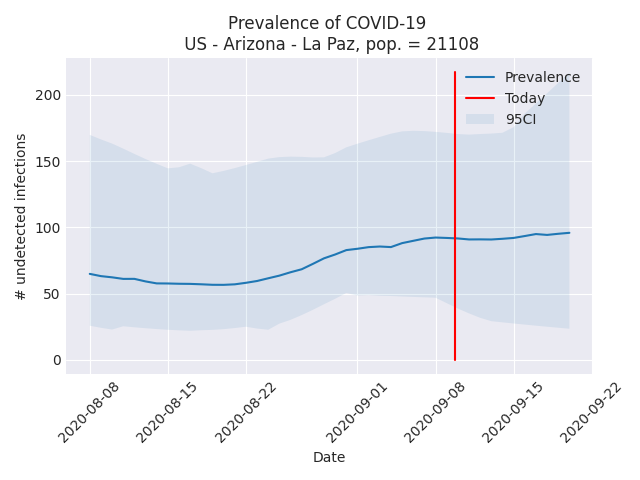 Prevalence of COVID-19
US - Arizona - La Paz, pop. = 21108
Prevalence
Today
95CI
# undetected infections
200
150
100
50
0
2020-08-08
2020-08-15
2020-08-22
2020-09-01
2020-09-08
2020-09-15
2020-09-22
Date